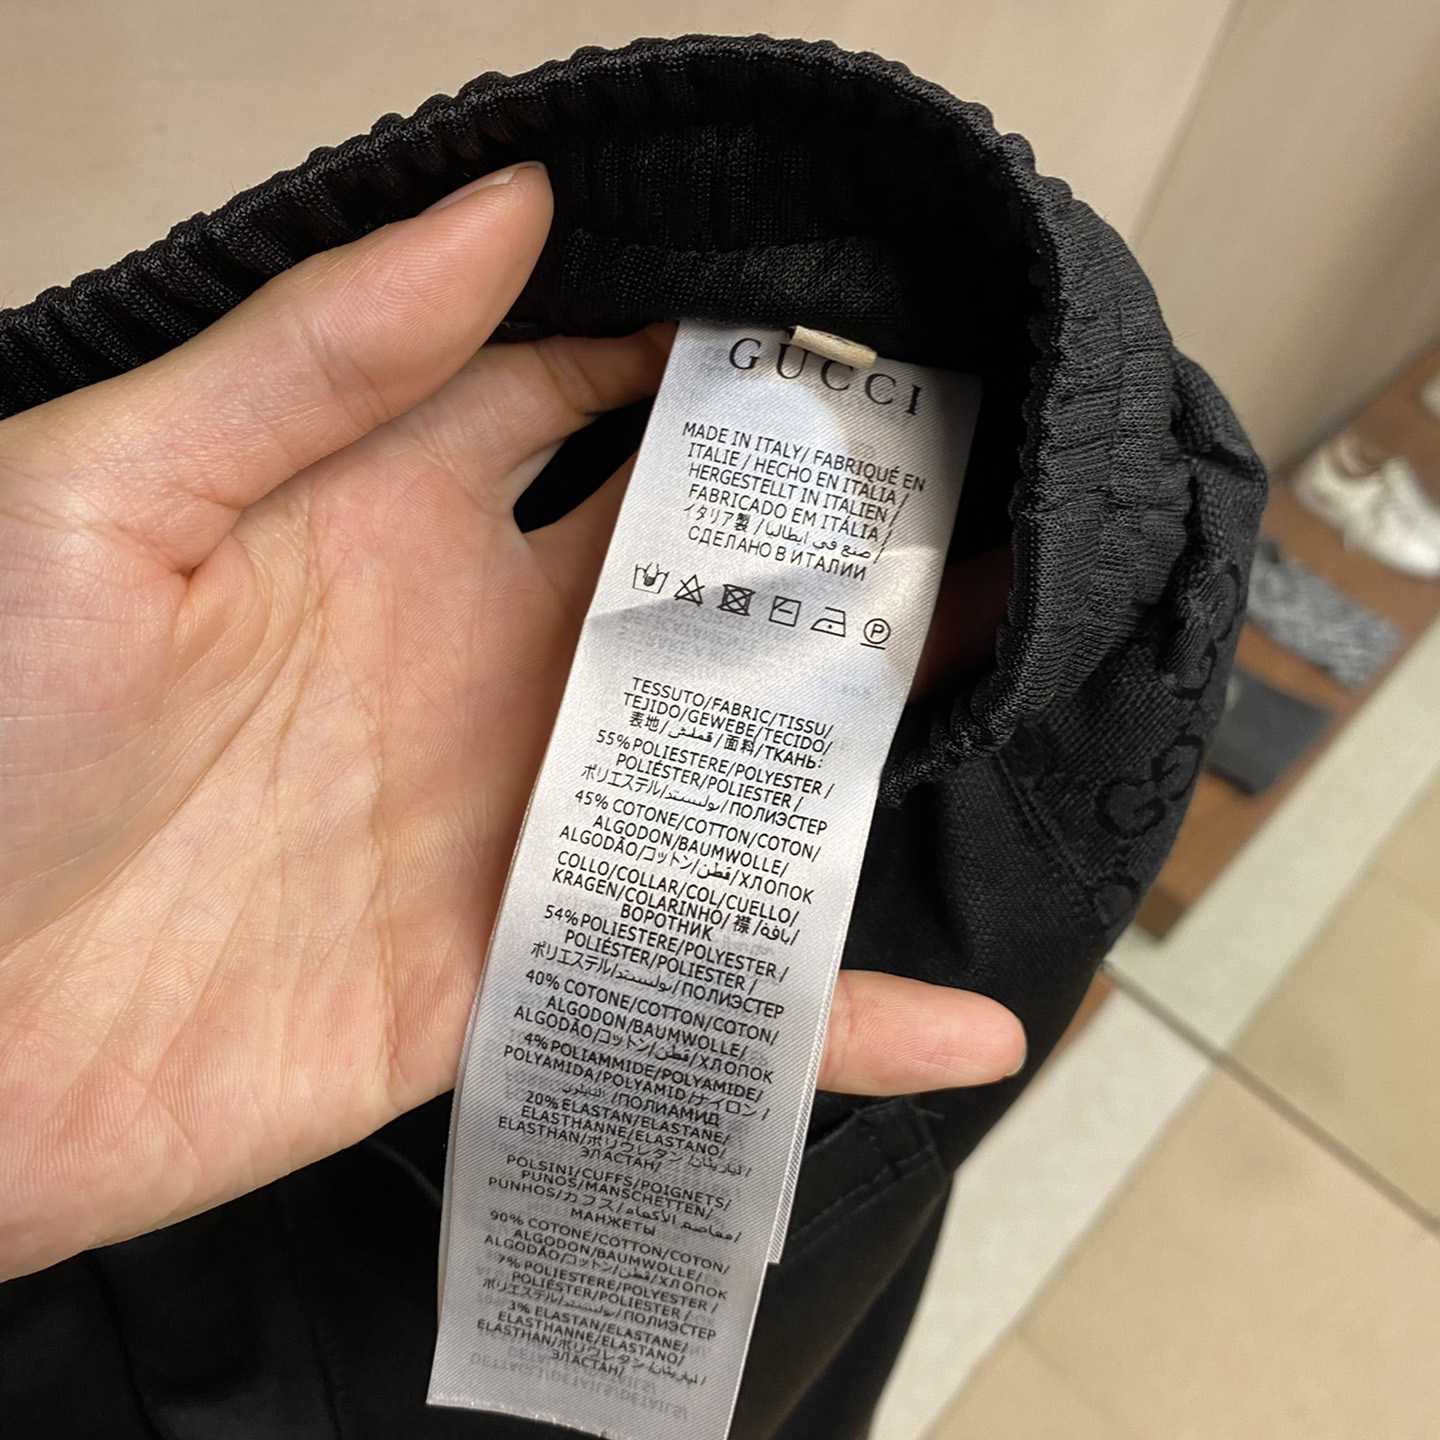 GUCCI
MADE IN ITALY/ FABRIQUÉ EN
ITALIE / HECHO EN ITALIA /
HERGESTELLT IN ITALIEN /
FABRICADO EM ITÁLIA /
イタリア製 / صنع في ايطاليا /
СДЕЛАНО В ИТАЛИИ
P
TESSUTO/FABRIC/TISSU/
TEJIDO/GEWEBE/TECIDO/
表地/قماش/面料/ТКАНЬ:
55% POLIESTERE/POLYESTER /
POLIÉSTER/POLIESTER /
ポリエステル/بوليستر/ПОЛИЭСТЕР
45% COTONE/COTTON/COTON/
ALGODON/BAUMWOLLE/
ALGODÃO/コットン/قطن/ХЛОПОК
COLLO/COLLAR/COL/CUELLO/
KRAGEN/COLARINHO/ 襟 /ياقة/
ВОРОТНИК
54% POLIESTERE/POLYESTER /
POLIÉSTER/POLIESTER /
ポリエステル/بوليستر/ПОЛИЭСТЕР
40% COTONE/COTTON/COTON/
ALGODON/BAUMWOLLE/
ALGODÃO/コットン/قطن/ХЛОПОК
4% POLIAMMIDE/POLYAMIDE/
POLYAMIDA/POLYAMID/ナイロン/
/ПОЛИАМИД
20% ELASTAN/ELASTANE/
ELASTHANNE/ELASTANO/
ELASTHAN/ポリウレタン/
ЭЛАСТАН/
POLSINI/CUFFS/POIGNETS/
PUNOS/MANSCHETTEN/
PUNHOS/カフス/معاصم الأكمام/
МАНЖЕТЫ
90% COTONE/COTTON/COTON/
ALGODON/BAUMWOLLE/
ALGODÃO/コットン/قطن/ХЛОПОК
7% POLIESTERE/POLYESTER /
POLIÉSTER/POLIESTER /
ポリエステル/بوليستر/ПОЛИЭСТЕР
3% ELASTAN/ELASTANE/
ELASTHANNE/ELASTANO/
ELASTHAN/ポリウレタン/
ЭЛАСТАН/
DETTAGLI/DETAILS/DÉTAILS/